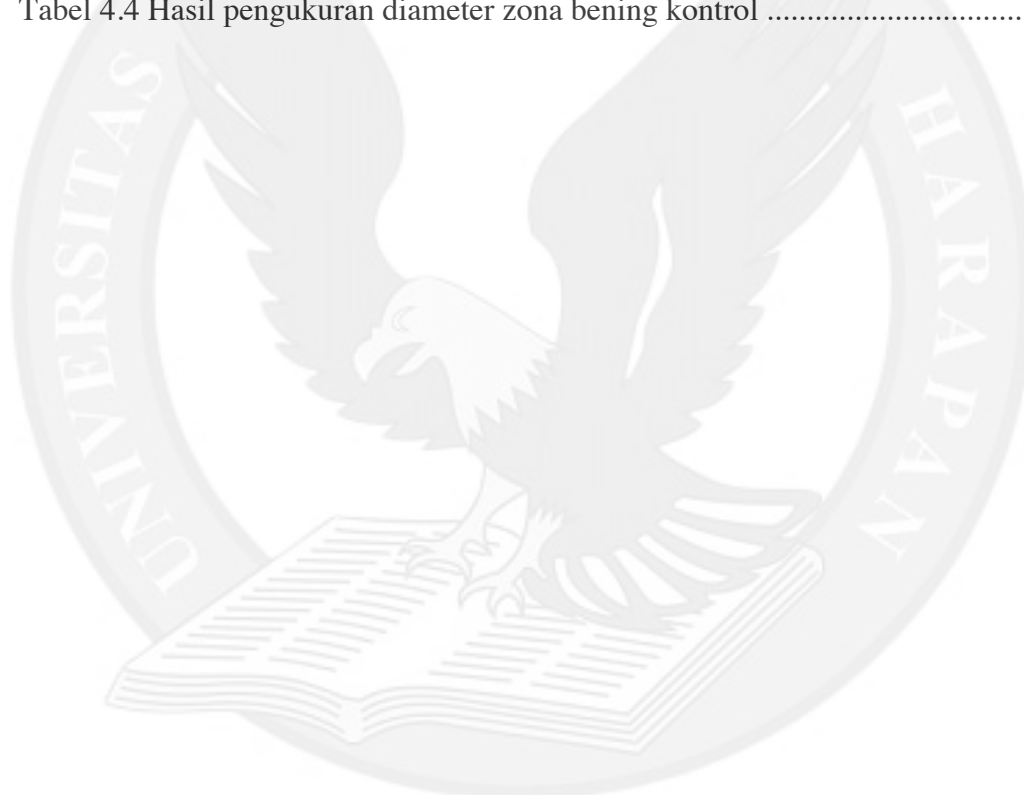 Tabel 4.4 Hasil pengukuran diameter zona bening kontrol ............................
UNIVERSITAS
HARAPAN